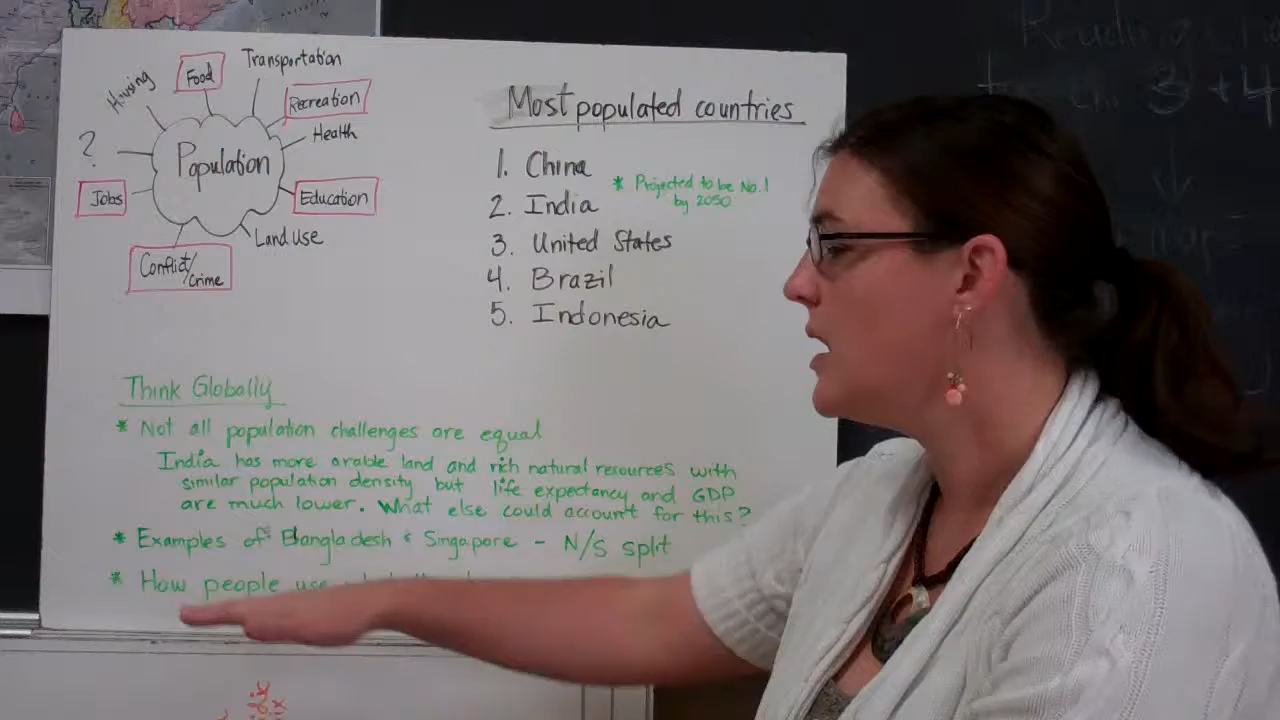 Housing
Food
Transportation
Recreation
Health
?
Population
Jobs
Education
Land use
Conflict/
Crime
Most populated countries
1. China
* Projected to be No. 1
by 2050
2. India
3. United States
4. Brazil
5. Indonesia
Think Globally
* Not all population challenges are equal
India has more arable land and rich natural resources with
similar population density but life expectancy and GDP
are much lower. What else could account for this?
* Examples of Bangladesh & Singapore - N/S split
* How people use
3 + 4